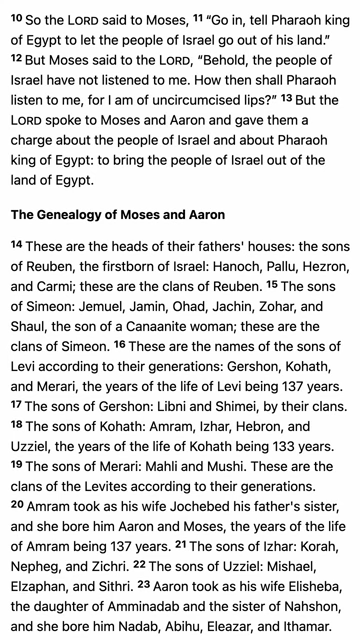 10 So the LORD said to Moses, 11 “Go in, tell Pharaoh king
of Egypt to let the people of Israel go out of his land.”
12 But Moses said to the LORD, “Behold, the people of
Israel have not listened to me. How then shall Pharaoh
listen to me, for I am of uncircumcised lips?” 13 But the
LORD spoke to Moses and Aaron and gave them a
charge about the people of Israel and about Pharaoh
king of Egypt: to bring the people of Israel out of the
land of Egypt.
The Genealogy of Moses and Aaron
14 These are the heads of their fathers' houses: the sons
of Reuben, the firstborn of Israel: Hanoch, Pallu, Hezron,
and Carmi; these are the clans of Reuben. 15 The sons
of Simeon: Jemuel, Jamin, Ohad, Jachin, Zohar, and
Shaul, the son of a Canaanite woman; these are the
clans of Simeon. 16 These are the names of the sons of
Levi according to their generations: Gershon, Kohath,
and Merari, the years of the life of Levi being 137 years.
17 The sons of Gershon: Libni and Shimei, by their clans.
18 The sons of Kohath: Amram, Izhar, Hebron, and
Uzziel, the years of the life of Kohath being 133 years.
19 The sons of Merari: Mahli and Mushi. These are the
clans of the Levites according to their generations.
20 Amram took as his wife Jochebed his father's sister,
and she bore him Aaron and Moses, the years of the life
of Amram being 137 years. 21 The sons of Izhar: Korah,
Nepheg, and Zichri. 22 The sons of Uzziel: Mishael,
Elzaphan, and Sithri. 23 Aaron took as his wife Elisheba,
the daughter of Amminadab and the sister of Nahshon,
and she bore him Nadab, Abihu, Eleazar, and Ithamar.